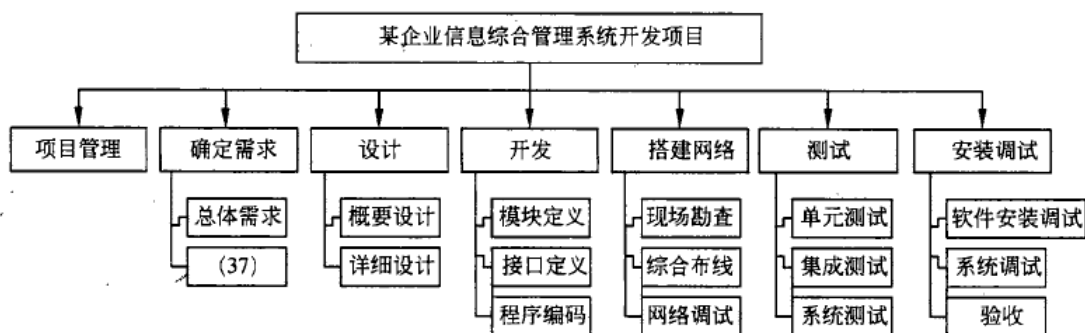 某企业信息综合管理系统开发项目
项目管理
确定需求
设计
开发
搭建网络
测试
安装调试
总体需求
概要设计
模块定义
现场勘查
单元测试
软件安装调试
(37)
详细设计
接口定义
综合布线
集成测试
系统调试
程序编码
网络调试
系统测试
验收